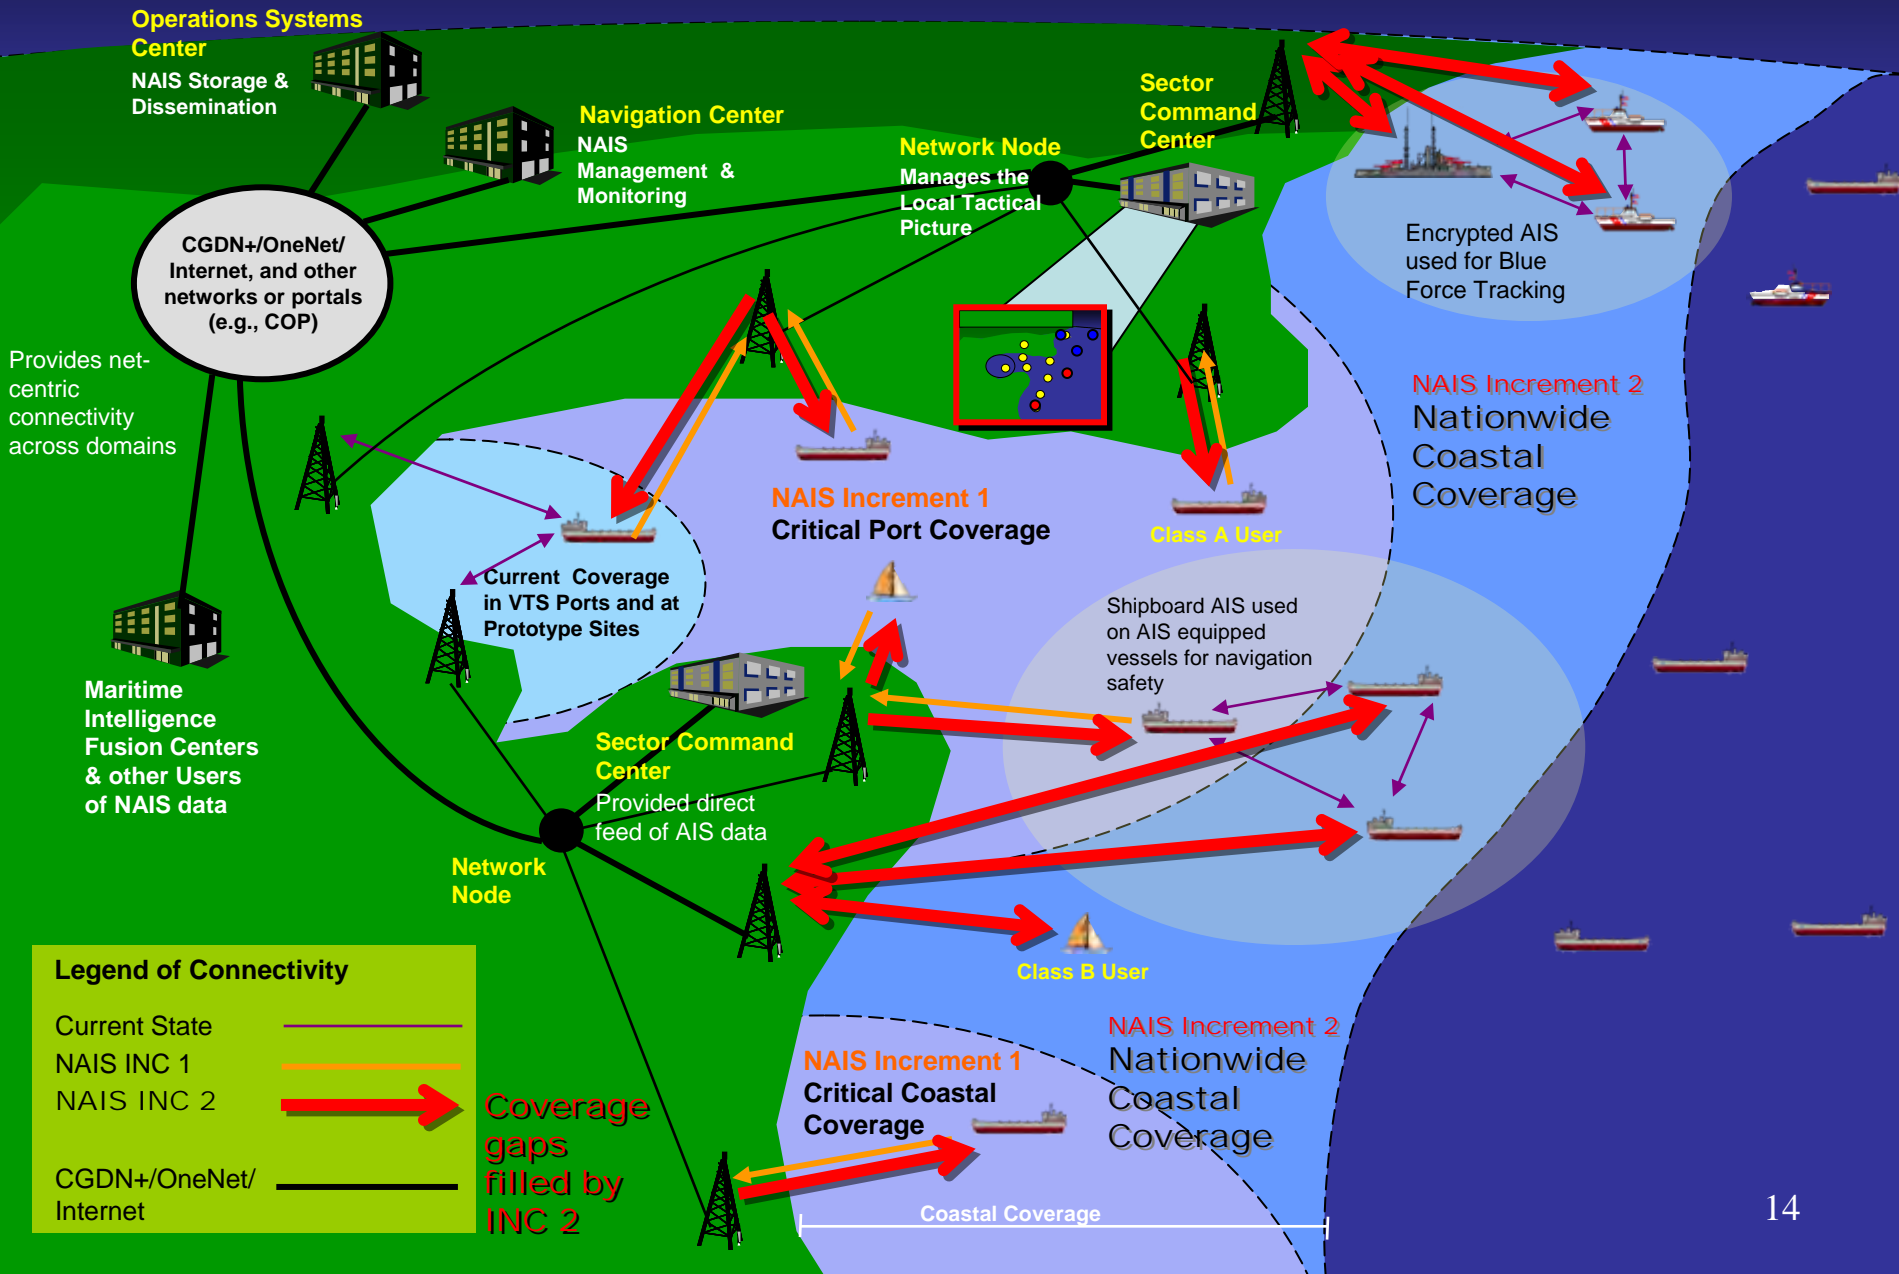 Operations Systems
Center
NAIS Storage &
Dissemination
Navigation Center
NAIS
Management &
Monitoring
Network Node
Manages the
Local Tactical
Picture
Sector
Command
Center
Encrypted AIS
used for Blue
Force Tracking
CGDN+/OneNet/
Internet, and other
networks or portals
(e.g., COP)
Provides net-
centric
connectivity
across domains
NAIS Increment 2
Nationwide
Coastal
Coverage
NAIS Increment 1
Critical Port Coverage
Class A User
Current Coverage
in VTS Ports and at
Prototype Sites
Shipboard AIS used
on AIS equipped
vessels for navigation
safety
Maritime
Intelligence
Fusion Centers
& other Users
of NAIS data
Sector Command
Center
Provided direct
feed of AIS data
Network
Node
Class B User
Legend of Connectivity
Current State
NAIS INC 1
NAIS INC 2
CGDN+/OneNet/
Internet
Coverage
gaps
filled by
INC 2
NAIS Increment 1
Critical Coastal
Coverage
NAIS Increment 2
Nationwide
Coastal
Coverage
Coastal Coverage
14